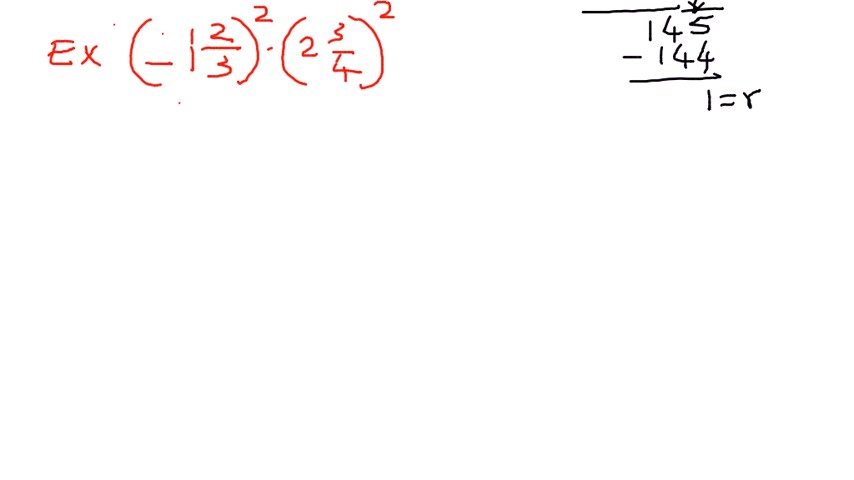 Ex (-1 2/3)² · (2 3/4)²
145
-144
1=r